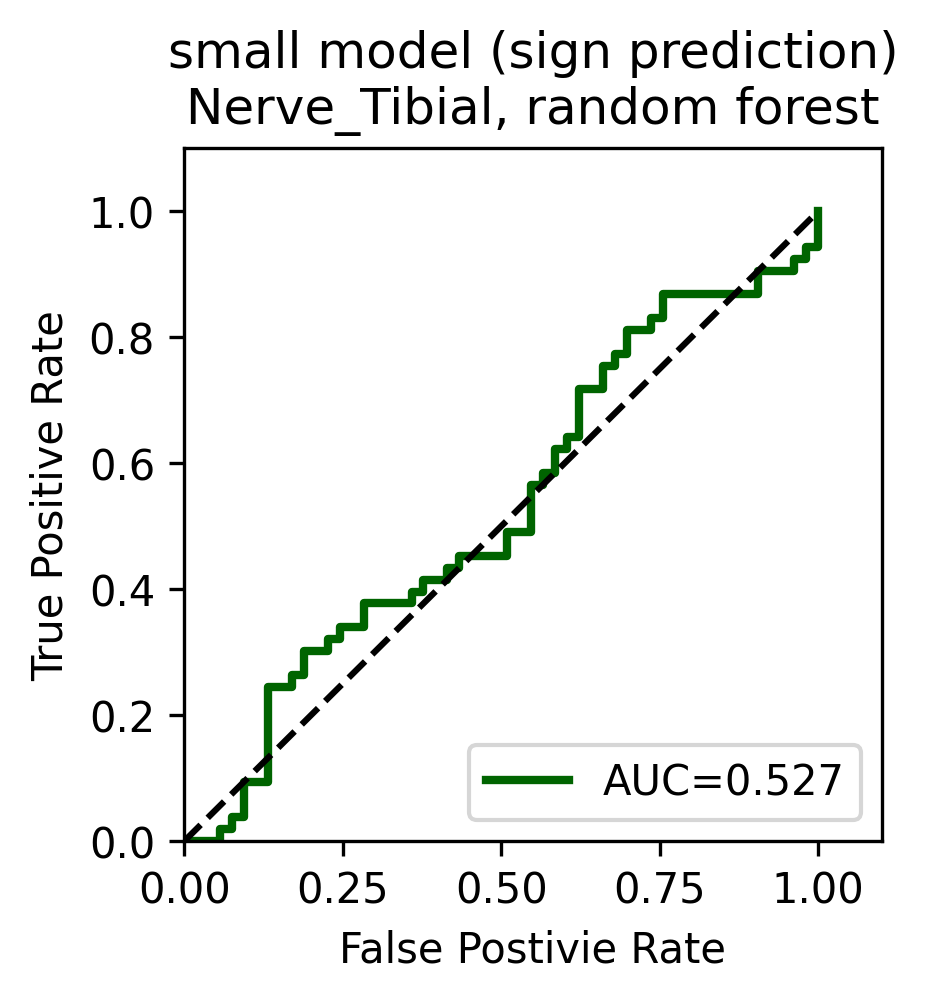 small model (sign prediction)
Nerve_Tibial, random forest
1.0
0.8
0.6
0.4
0.2
0.0
True Positive Rate
AUC=0.527
0.00 0.25 0.50 0.75 1.00
False Postivie Rate